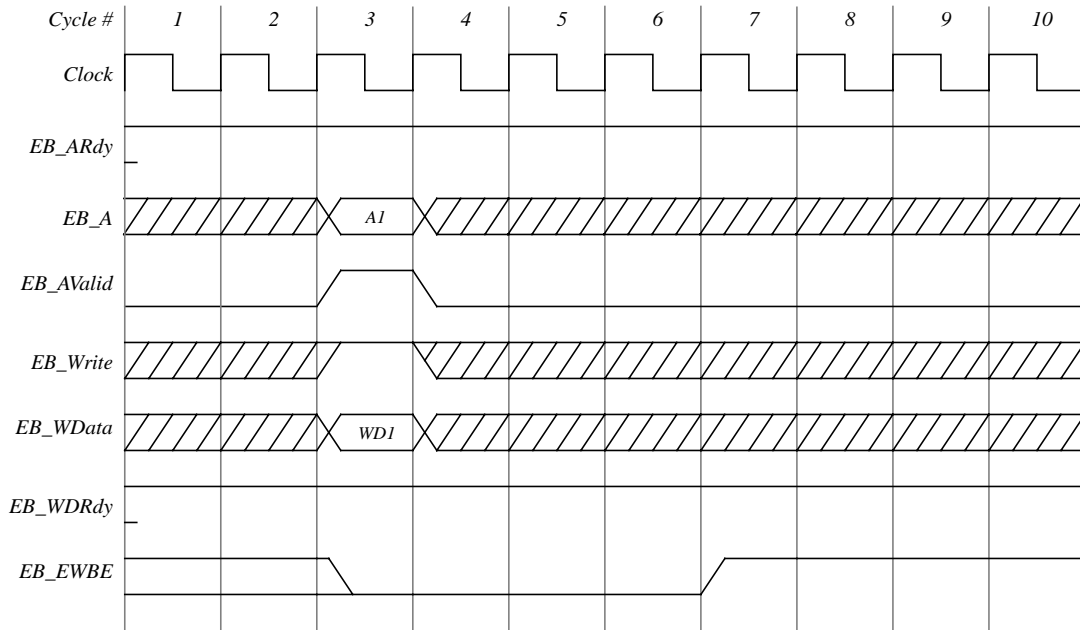 Cycle # 1 2 3 4 5 6 7 8 9 10
Clock
EB_ARdy
EB_A A1
EB_AValid
EB_Write
EB_WData WD1
EB_WDRdy
EB_EWBE